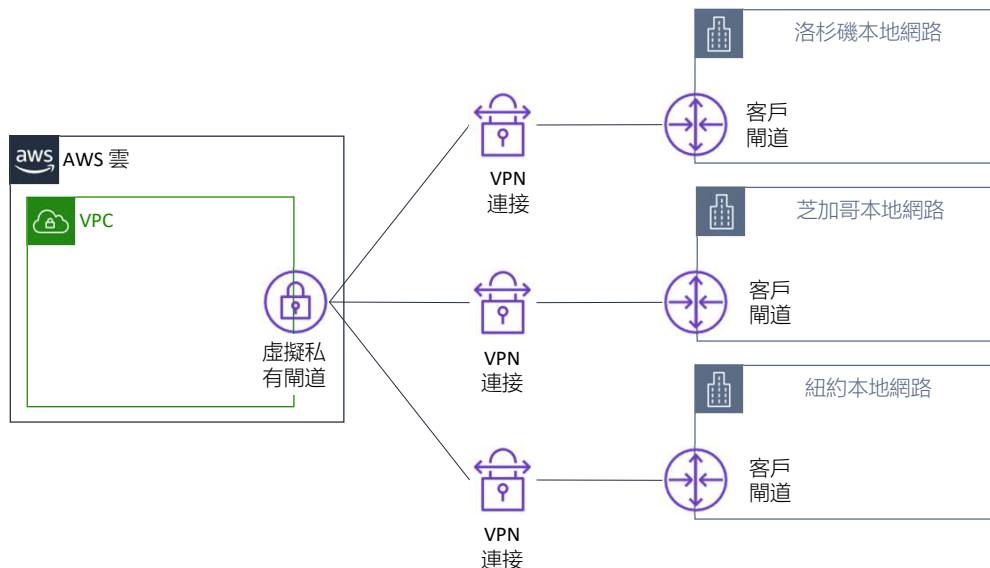 洛杉磯本地網路
客戶
閘道
VPN
連接
aws
AWS 雲
VPC
芝加哥本地網路
客戶
閘道
虛擬私
有閘道
VPN
連接
紐約本地網路
客戶
閘道
VPN
連接